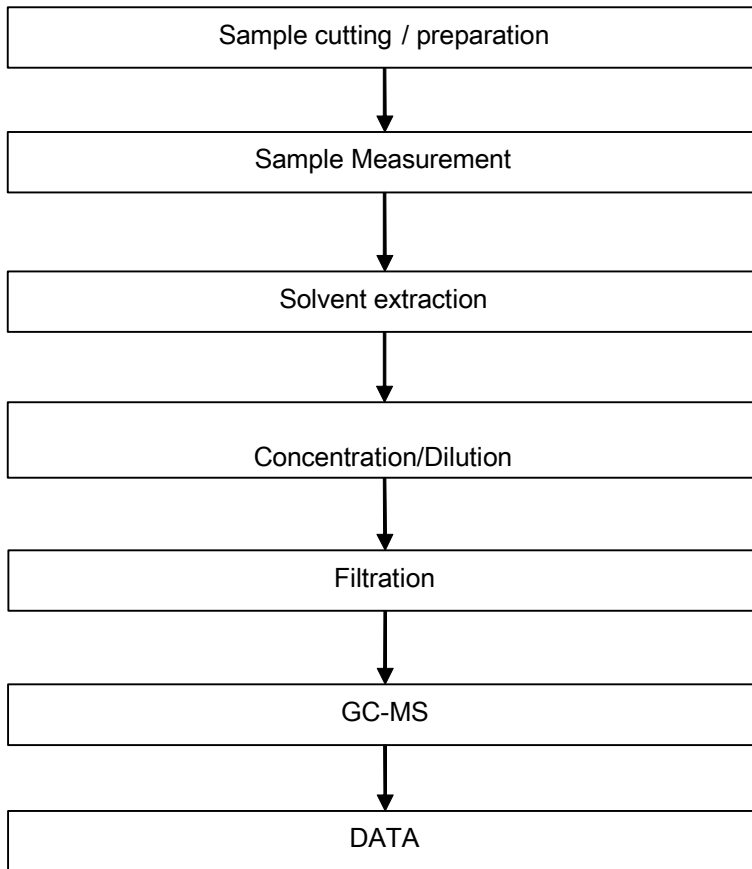 Sample cutting / preparation
Sample Measurement
Solvent extraction
Concentration/Dilution
Filtration
GC-MS
DATA